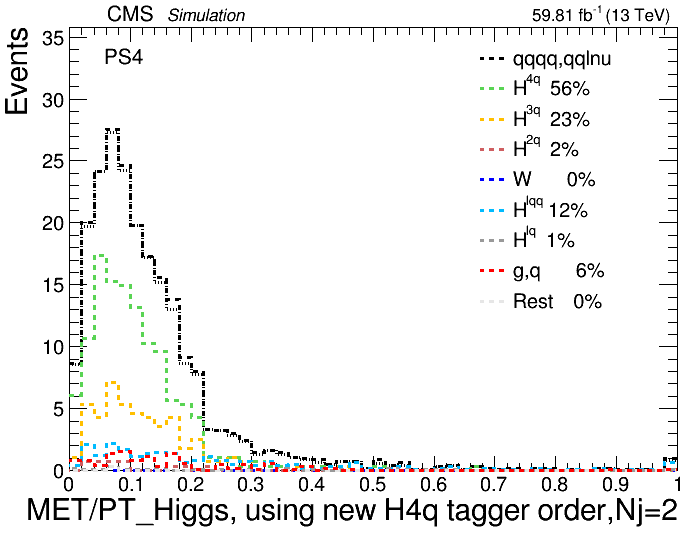 CMS Simulation 59.81 fb⁻¹ (13 TeV)
Events
PS4
qqqq,qqlnu
H⁴q 56%
H³q 23%
H²q 2%
W 0%
H^lqq 12%
H^lq 1%
g,q 6%
Rest 0%
35
30
25
20
15
10
5
0
0 0.1 0.2 0.3 0.4 0.5 0.6 0.7 0.8 0.9 1
MET/PT_Higgs, using new H4q tagger order,Nj=2